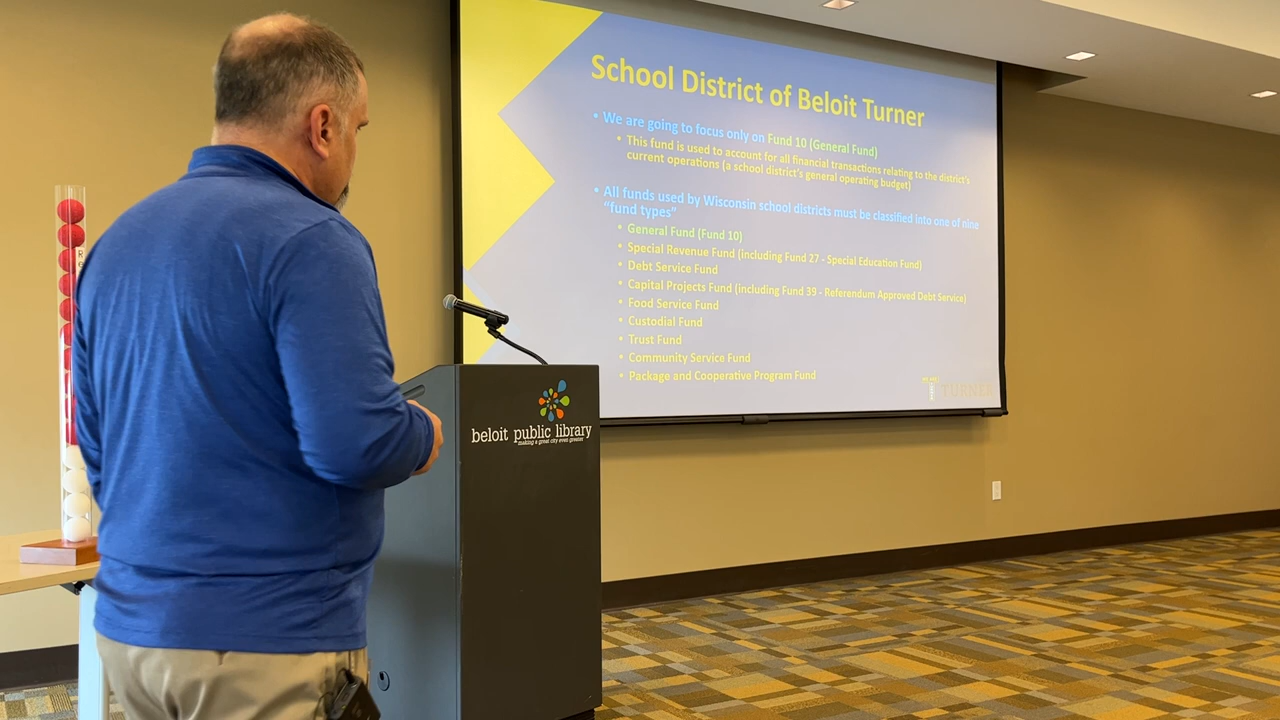 School District of Beloit Turner
• We are going to focus only on Fund 10 (General Fund)
• This fund is used to account for all financial transactions relating to the district's
current operations (a school district's general operating budget)
• All funds used by Wisconsin school districts must be classified into one of nine
"fund types"
• General Fund (Fund 10)
• Special Revenue Fund (including Fund 27 - Special Education Fund)
• Debt Service Fund
• Capital Projects Fund (including Fund 39 - Referendum Approved Debt Service)
• Food Service Fund
• Custodial Fund
• Trust Fund
• Community Service Fund
• Package and Cooperative Program Fund
TURNER
beloit public library
making a great city even greater